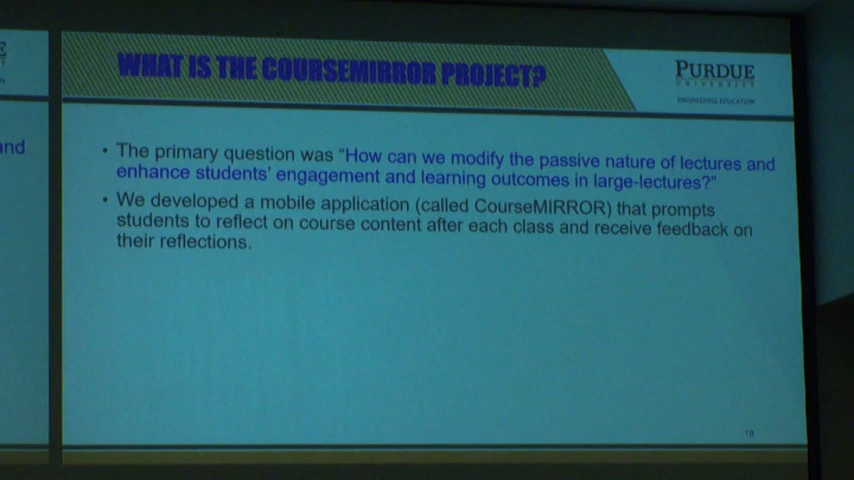 WHAT IS THE COURSEMIRROR PROJECT?
PURDUE
UNIVERSITY
ENGINEERING EDUCATION
and
• The primary question was “How can we modify the passive nature of lectures and
enhance students’ engagement and learning outcomes in large-lectures?”
• We developed a mobile application (called CourseMIRROR) that prompts
students to reflect on course content after each class and receive feedback on
their reflections.